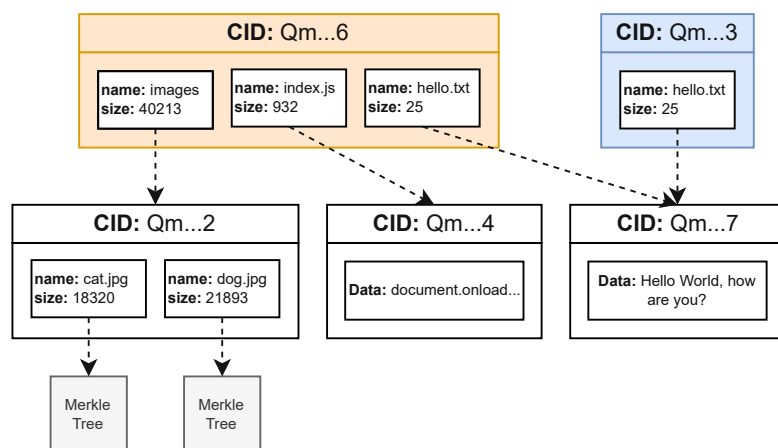 CID: Qm...6
name: images
size: 40213
name: index.js
size: 932
name: hello.txt
size: 25
CID: Qm...3
name: hello.txt
size: 25
CID: Qm...2
name: cat.jpg
size: 18320
name: dog.jpg
size: 21893
CID: Qm...4
Data: document.onload...
CID: Qm...7
Data: Hello World, how
are you?
Merkle
Tree
Merkle
Tree